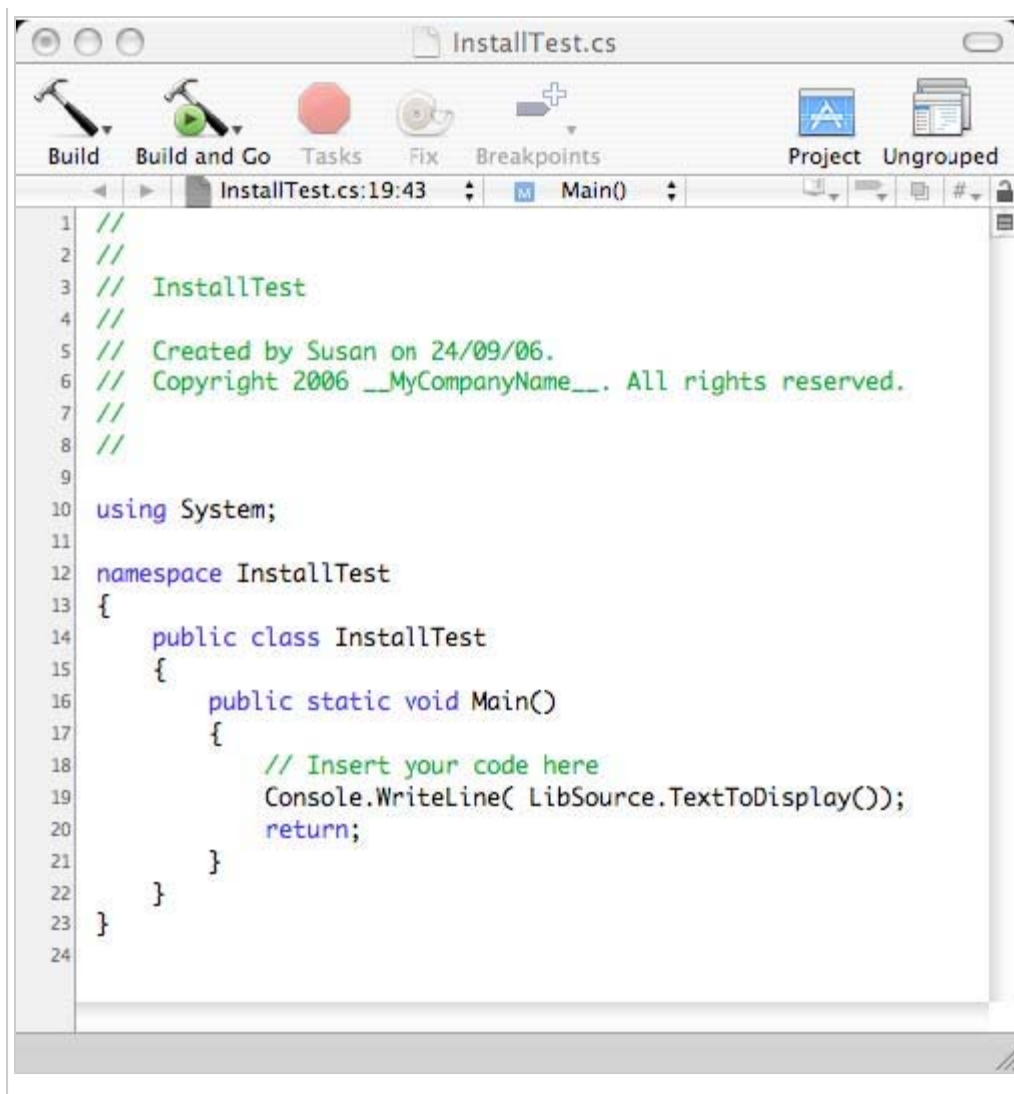 InstallTest.cs
Build Build and Go Tasks Fix Breakpoints Project Ungrouped
InstallTest.cs:19:43 M Main() #
1 //
2 //
3 // InstallTest
4 //
5 // Created by Susan on 24/09/06.
6 // Copyright 2006 __MyCompanyName__. All rights reserved.
7 //
8 //
9
10 using System;
11
12 namespace InstallTest
13 {
14 public class InstallTest
15 {
16 public static void Main()
17 {
18 // Insert your code here
19 Console.WriteLine( LibSource.TextToDisplay());
20 return;
21 }
22 }
23 }
24